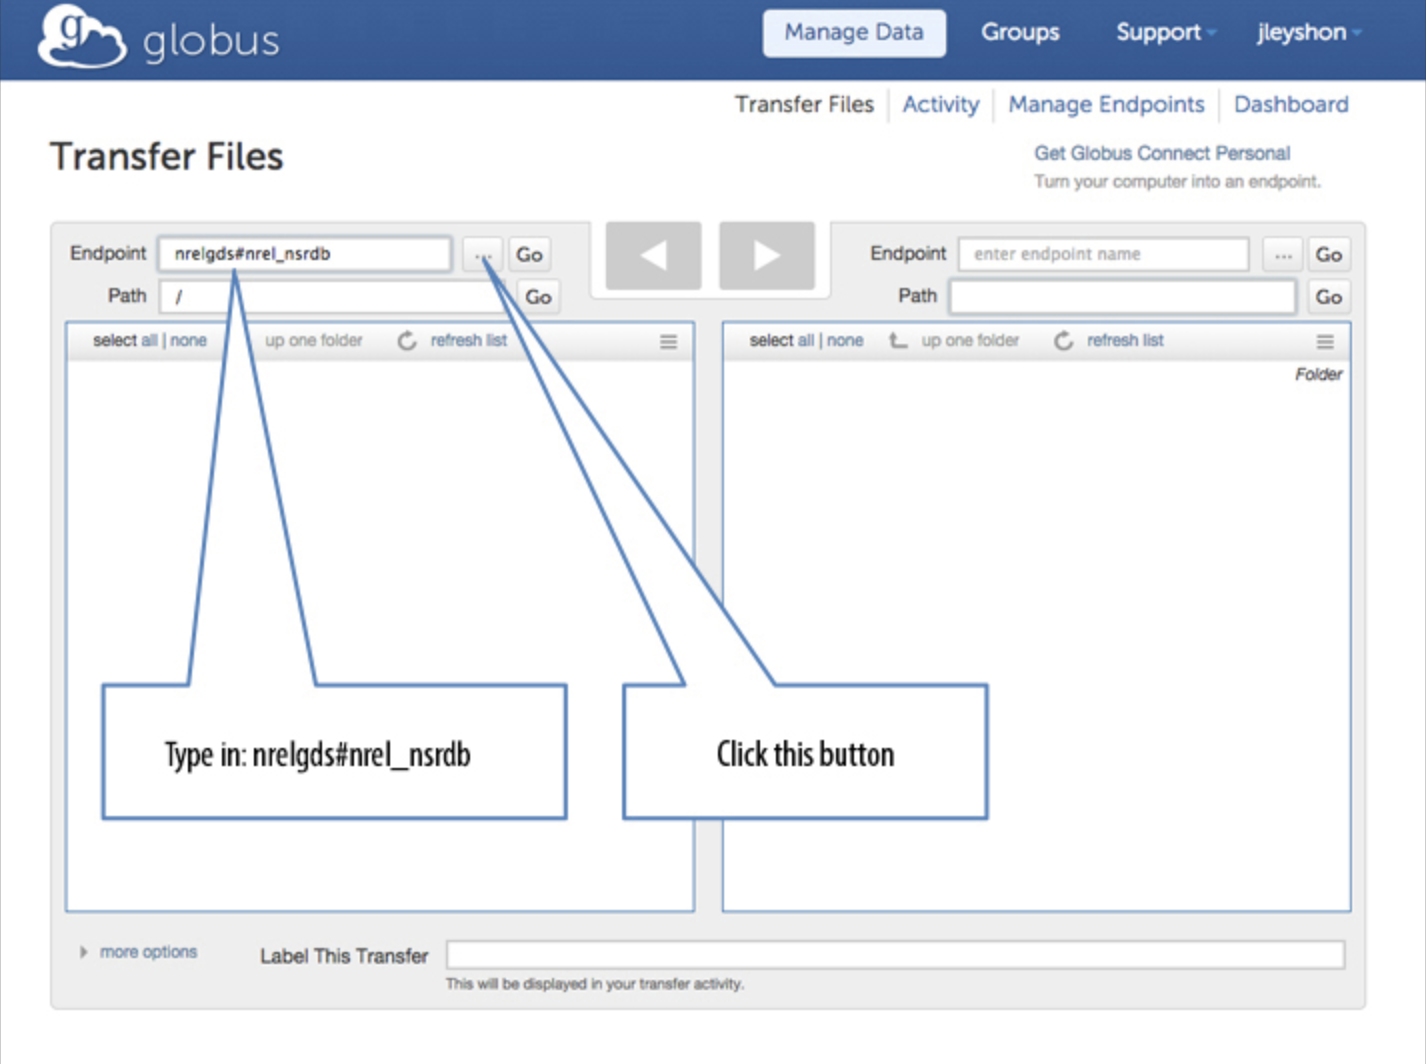 globus
Manage Data Groups Support jleyshon
Transfer Files Activity Manage Endpoints Dashboard
Transfer Files
Get Globus Connect Personal
Turn your computer into an endpoint.
Endpoint nrelgds#nrel_nsrdb ... Go
Path / Go
Endpoint enter endpoint name ... Go
Path Go
select all | none up one folder refresh list
select all | none up one folder refresh list
Folder
Type in: nrelgds#nrel_nsrdb
Click this button
more options Label This Transfer
This will be displayed in your transfer activity.